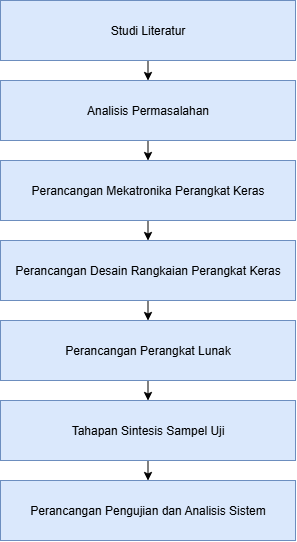 Studi Literatur
Analisis Permasalahan
Perancangan Mekatronika Perangkat Keras
Perancangan Desain Rangkaian Perangkat Keras
Perancangan Perangkat Lunak
Tahapan Sintesis Sampel Uji
Perancangan Pengujian dan Analisis Sistem